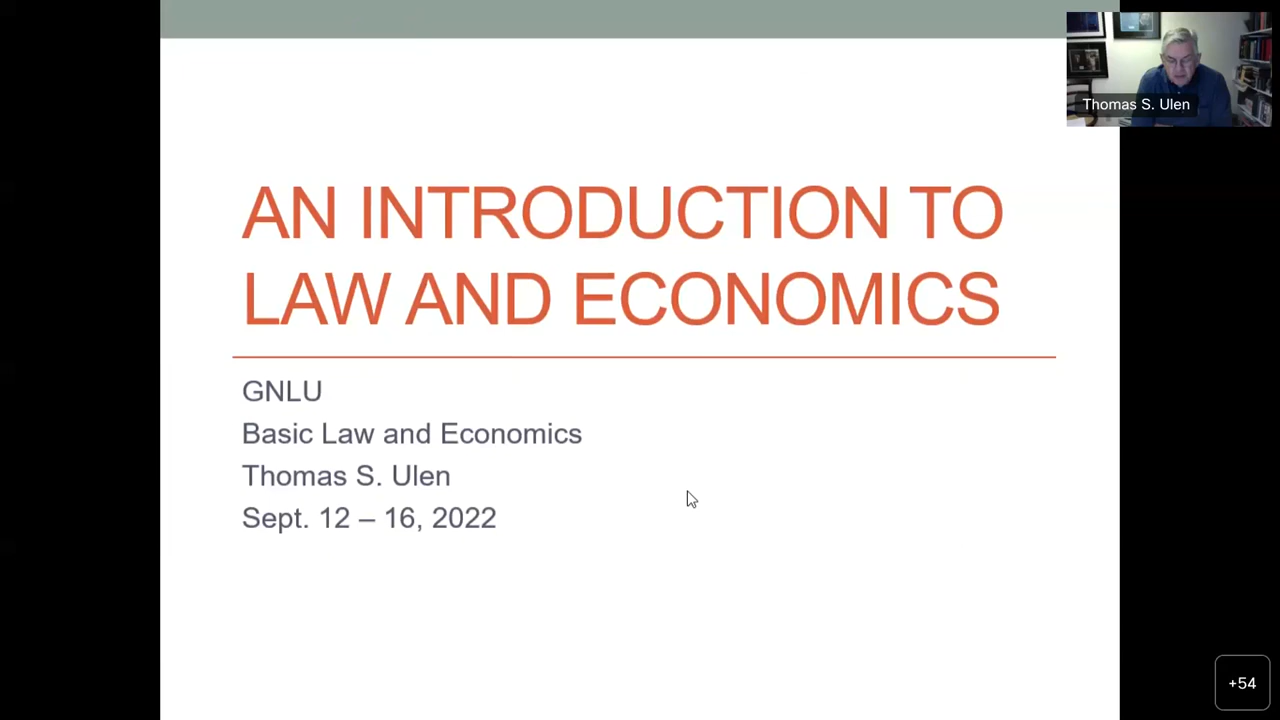 Thomas S. Ulen
AN INTRODUCTION TO
LAW AND ECONOMICS
GNLU
Basic Law and Economics
Thomas S. Ulen
Sept. 12 – 16, 2022
+54